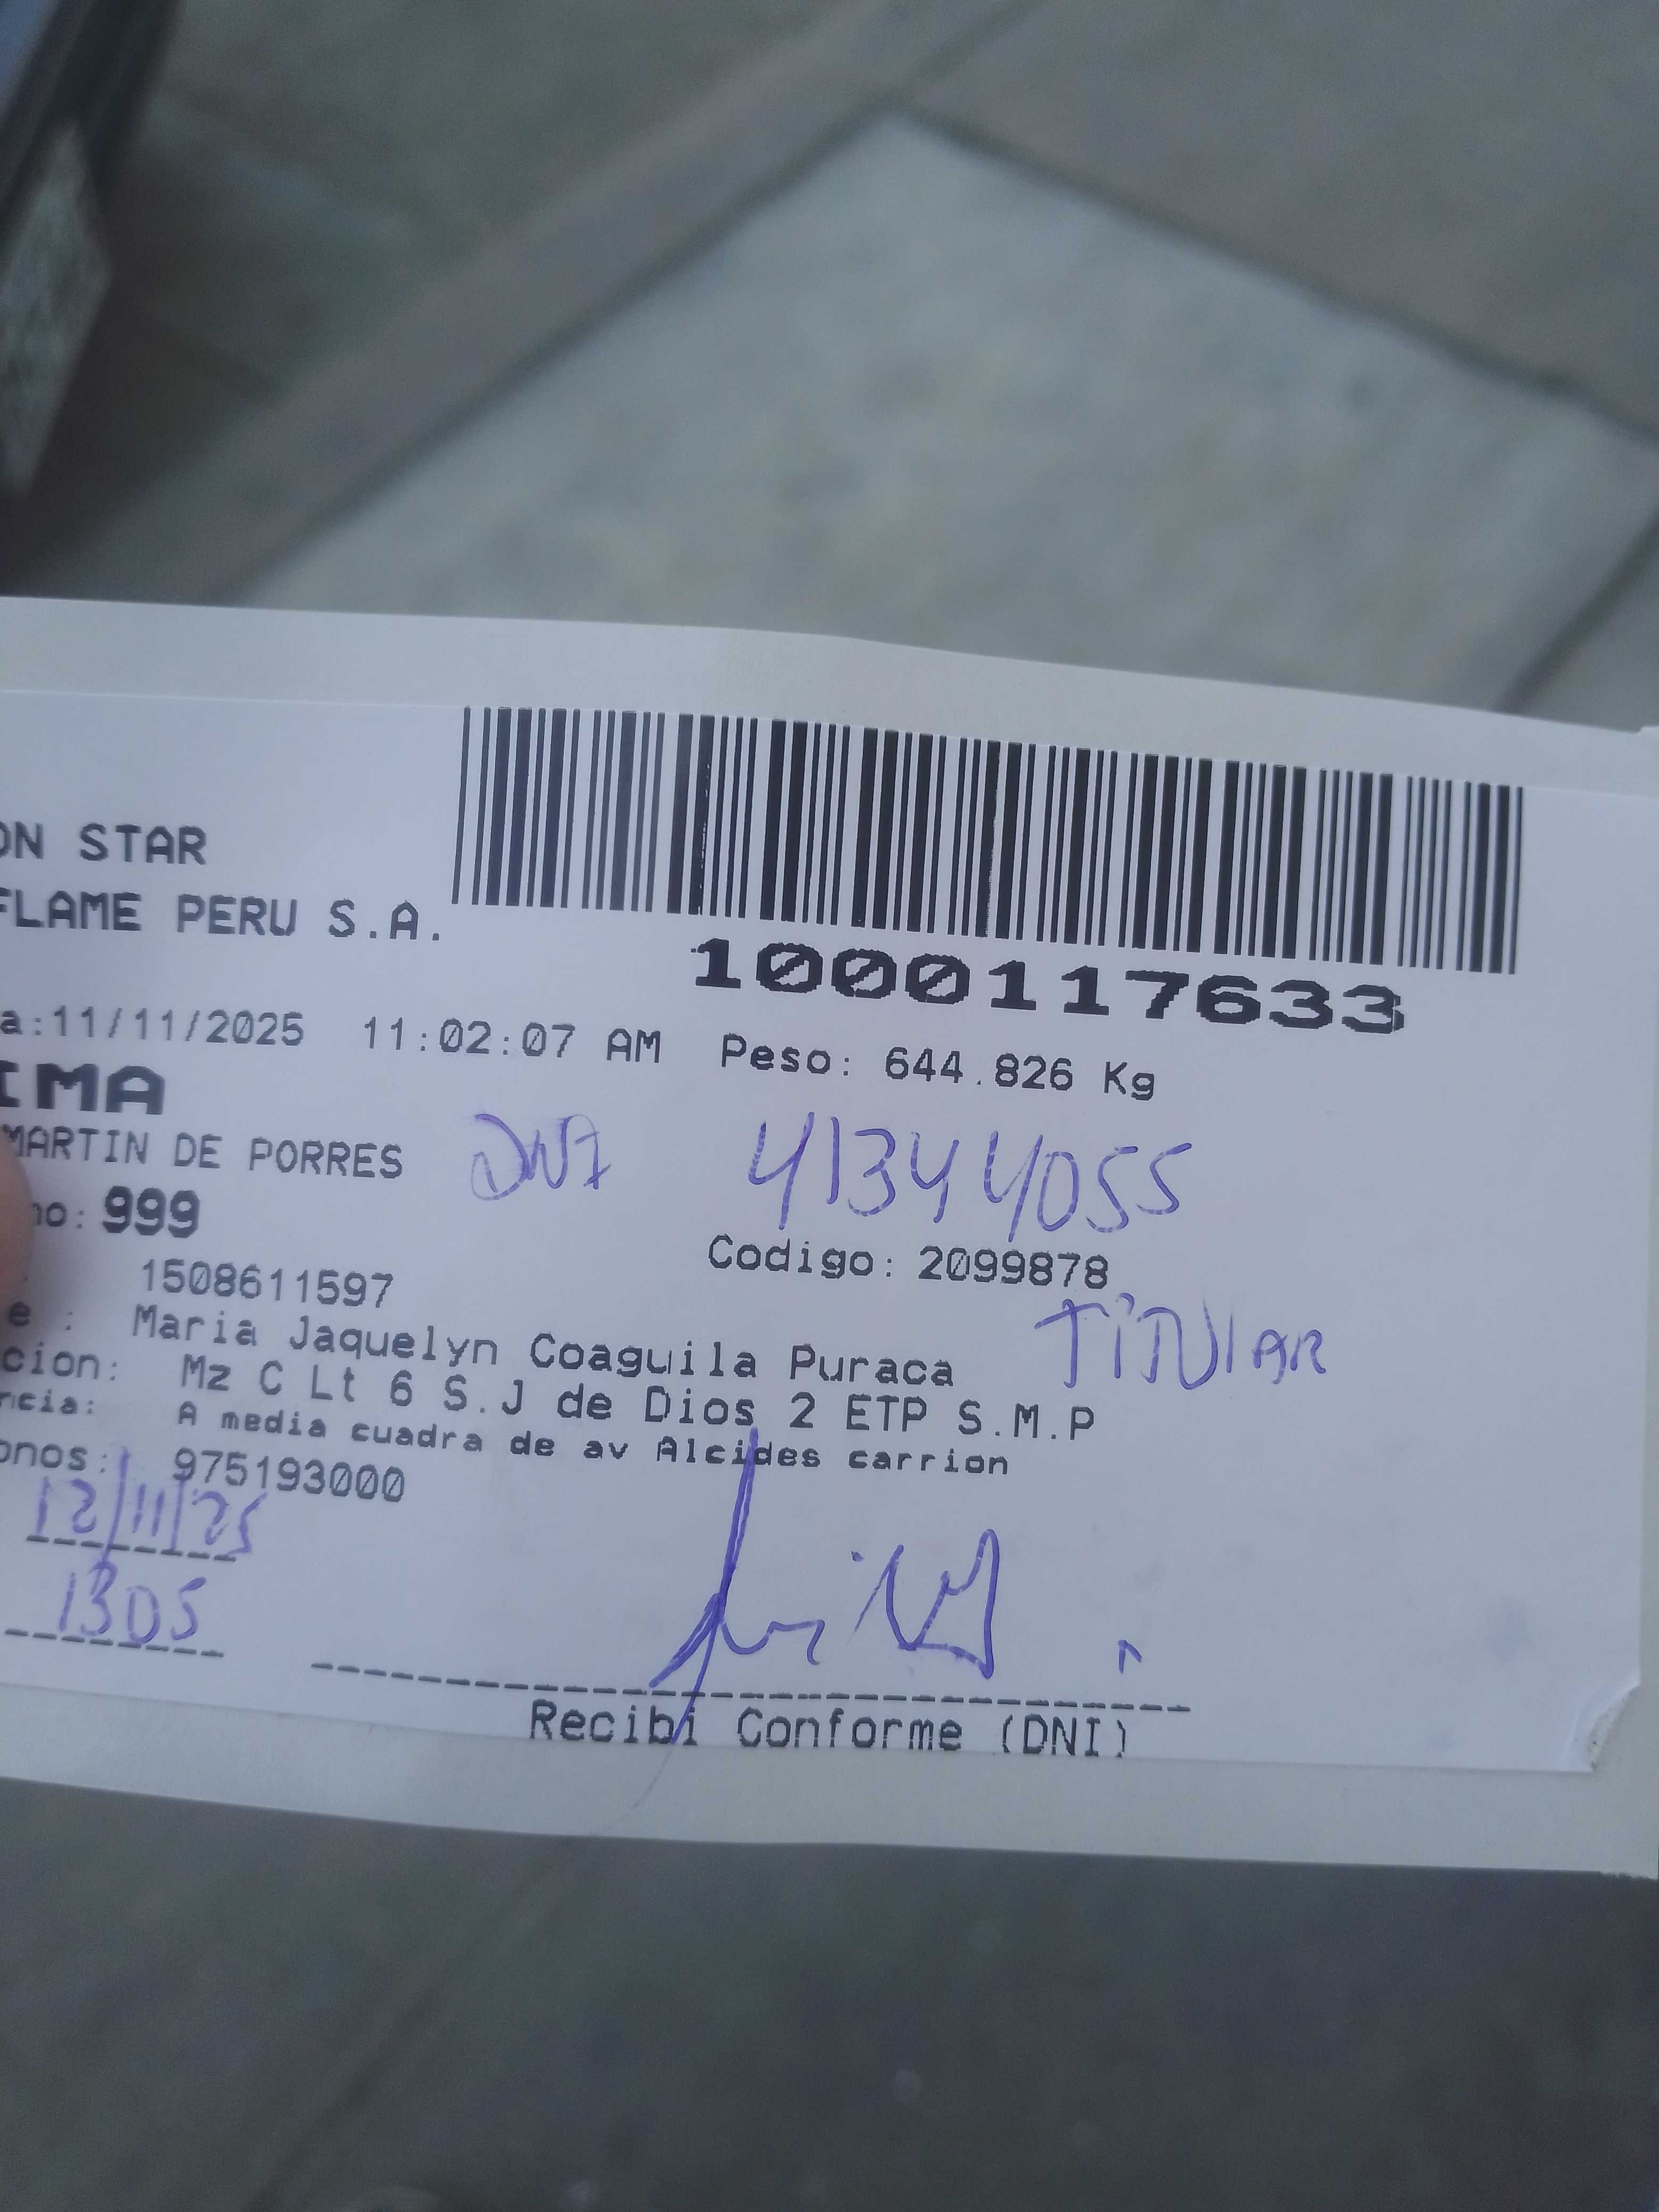 ON STAR
FLAME PERU S.A.
1000117633
a:11/11/2025 11:02:07 AM Peso: 644.826 Kg
IMA
MARTIN DE PORRES DNI 41344055
no: 999
1508611597 Codigo: 2099878
e : Maria Jaquelyn Coaguila Puraca TITULAR
cion: Mz C Lt 6 S.J de Dios 2 ETP S.M.P
ncia: A media cuadra de av Alcides carrion
onos: 975193000
12/11/25
1305
Recibi Conforme (DNI)